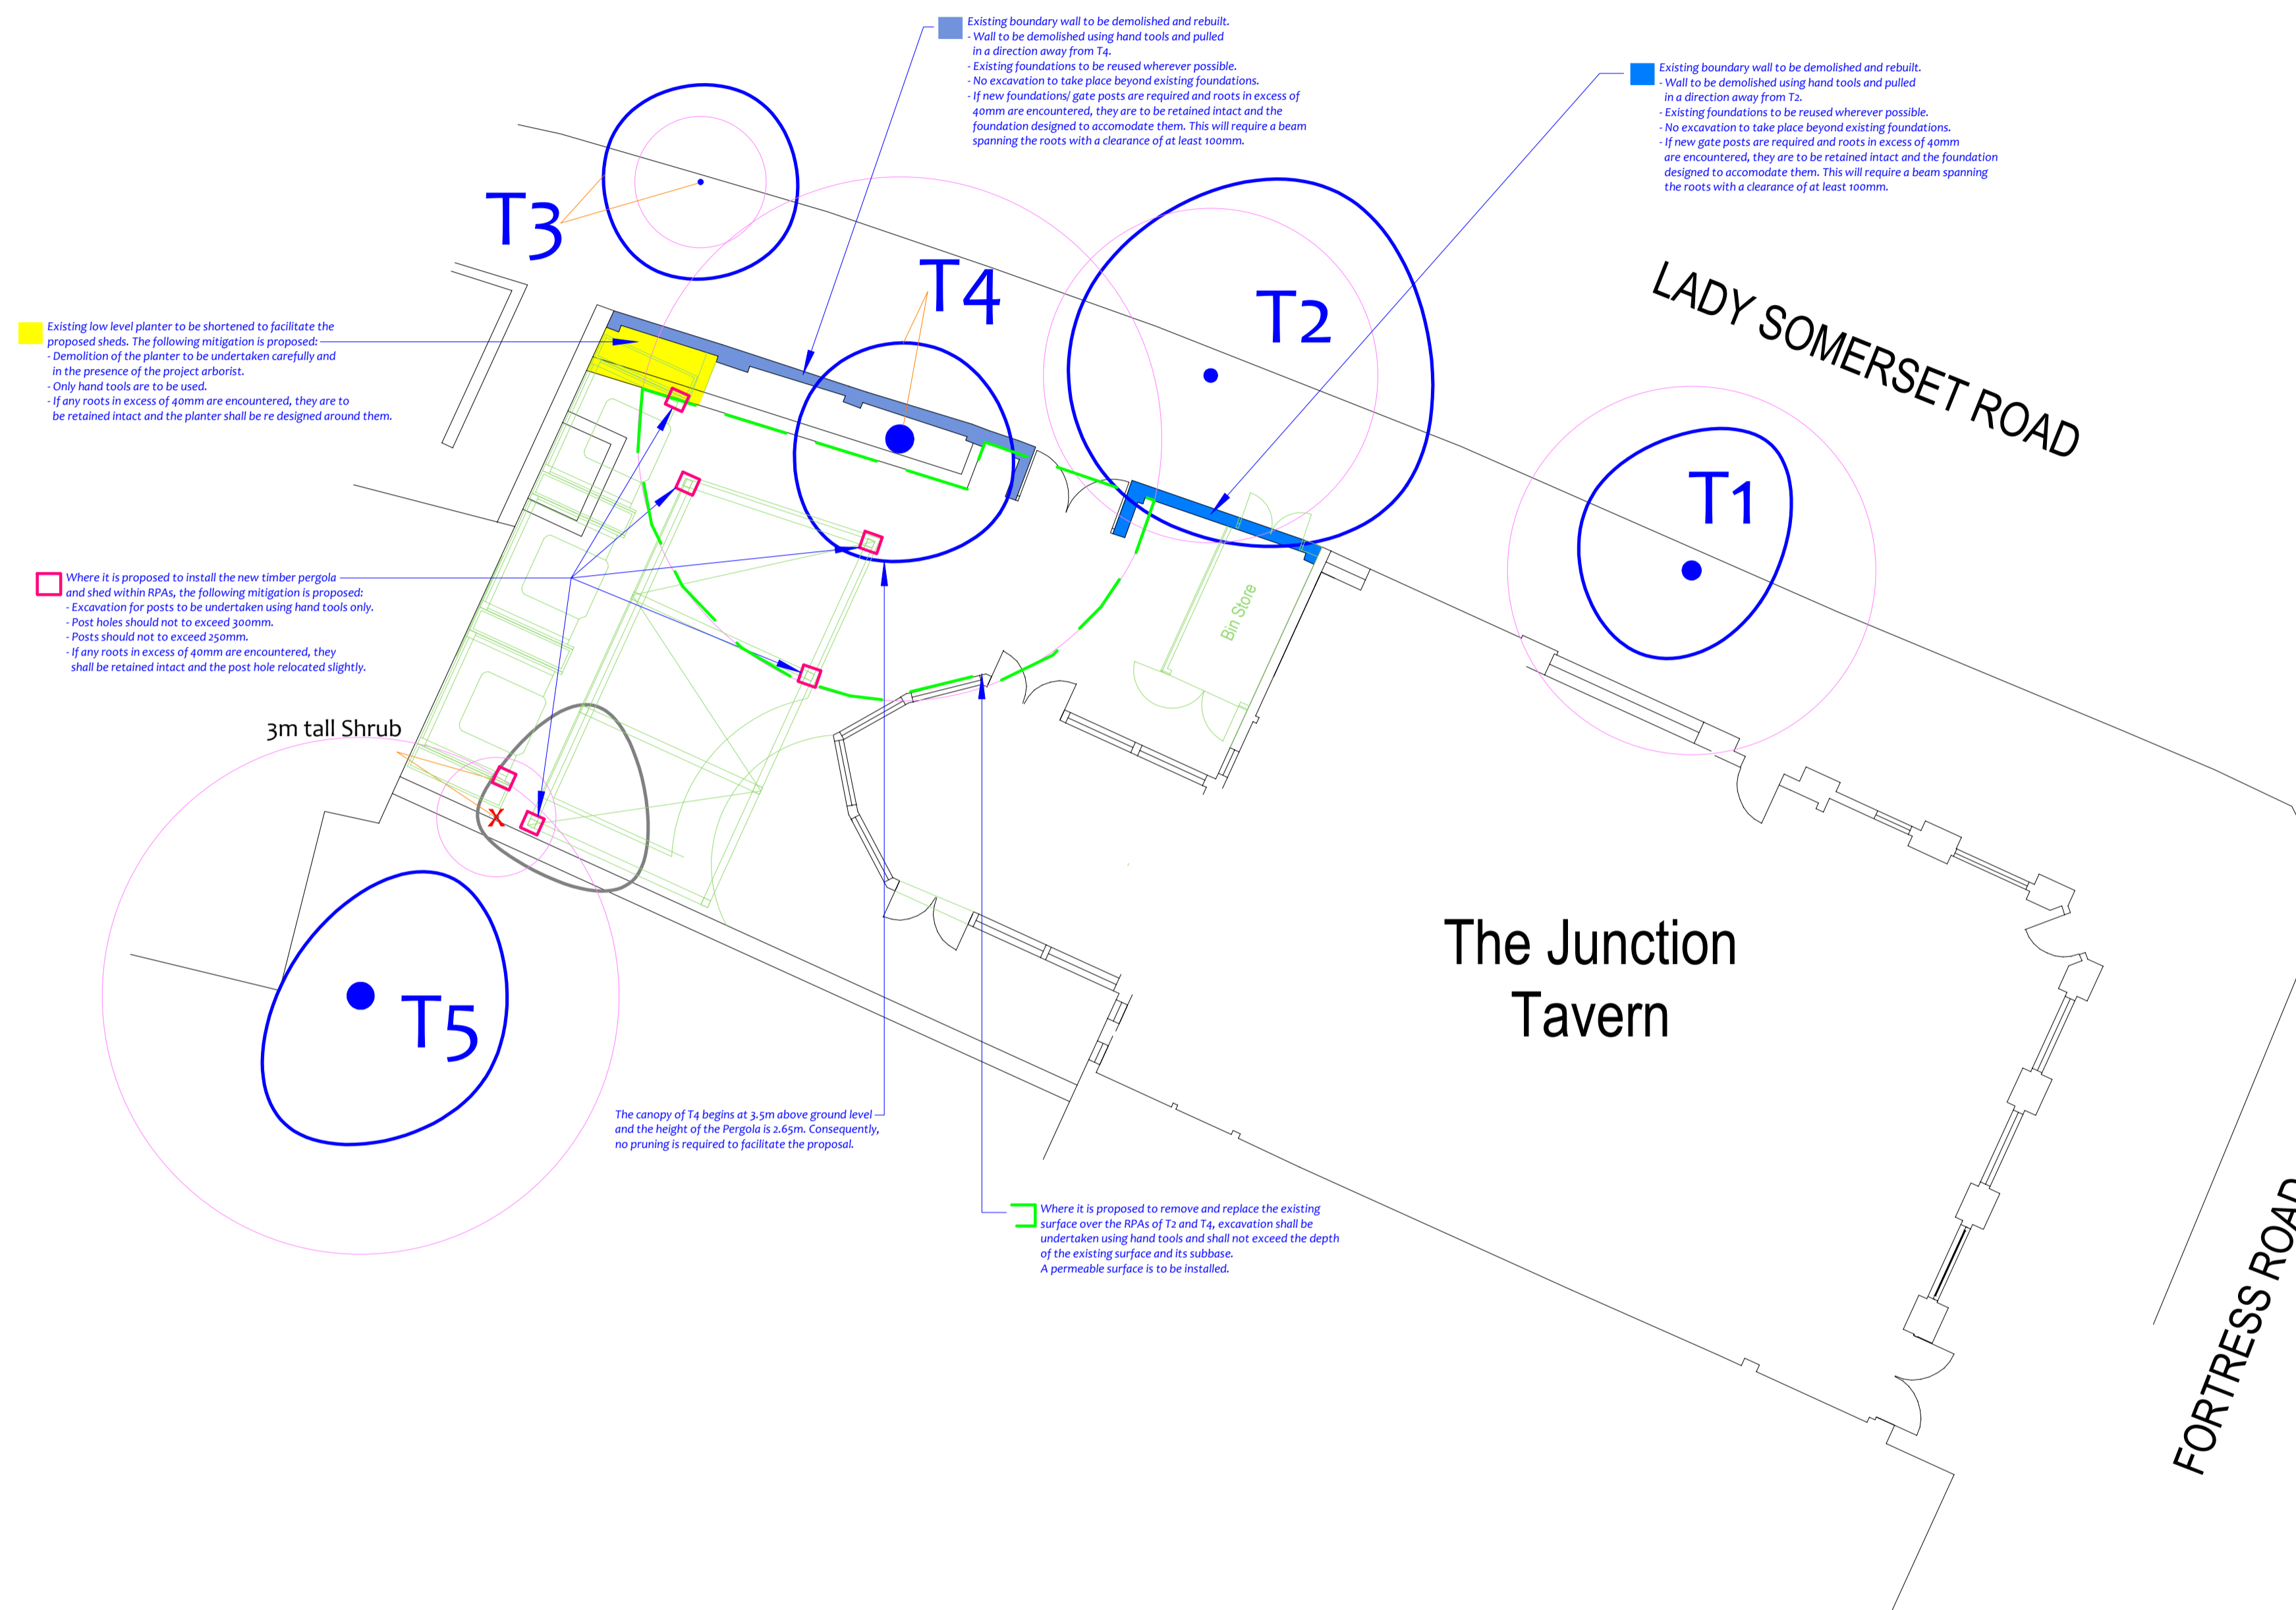 Existing boundary wall to be demolished and rebuilt.
- Wall to be demolished using hand tools and pulled
in a direction away from T4.
- Existing foundations to be reused wherever possible.
- No excavation to take place beyond existing foundations.
- If new foundations/ gate posts are required and roots in excess of
40mm are encountered, they are to be retained intact and the
foundation designed to accomodate them. This will require a beam
spanning the roots with a clearance of at least 100mm.
Existing boundary wall to be demolished and rebuilt.
- Wall to be demolished using hand tools and pulled
in a direction away from T2.
- Existing foundations to be reused wherever possible.
- No excavation to take place beyond existing foundations.
- If new gate posts are required and roots in excess of 40mm
are encountered, they are to be retained intact and the foundation
designed to accomodate them. This will require a beam spanning
the roots with a clearance of at least 100mm.
T3
T4
T2
LADY SOMERSET ROAD
Existing low level planter to be shortened to facilitate the
proposed sheds. The following mitigation is proposed:
- Demolition of the planter to be undertaken carefully and
in the presence of the project arborist.
- Only hand tools are to be used.
- If any roots in excess of 40mm are encountered, they are to
be retained intact and the planter shall be re designed around them.
T1
Where it is proposed to install the new timber pergola
and shed within RPAs, the following mitigation is proposed:
- Excavation for posts to be undertaken using hand tools only.
- Post holes should not to exceed 300mm.
- Posts should not to exceed 250mm.
- If any roots in excess of 40mm are encountered, they
shall be retained intact and the post hole relocated slightly.
Bin Store
3m tall Shrub
X
The Junction
Tavern
T5
The canopy of T4 begins at 3.5m above ground level
and the height of the Pergola is 2.65m. Consequently,
no pruning is required to facilitate the proposal.
Where it is proposed to remove and replace the existing
surface over the RPAs of T2 and T4, excavation shall be
undertaken using hand tools and shall not exceed the depth
of the existing surface and its subbase.
A permeable surface is to be installed.
FORTRESS ROAD